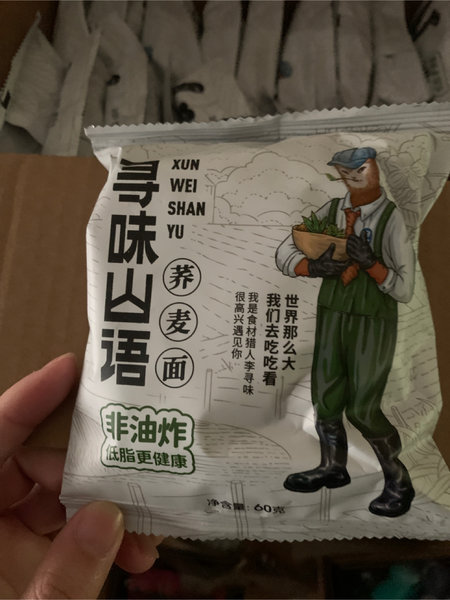 寻味山语
XUN
WEI
SHAN
YU
荞麦面
世界那么大
我们去吃吃看
我是食材猎人李寻味
很高兴遇见你
非油炸
低脂更健康
净含量: 60克